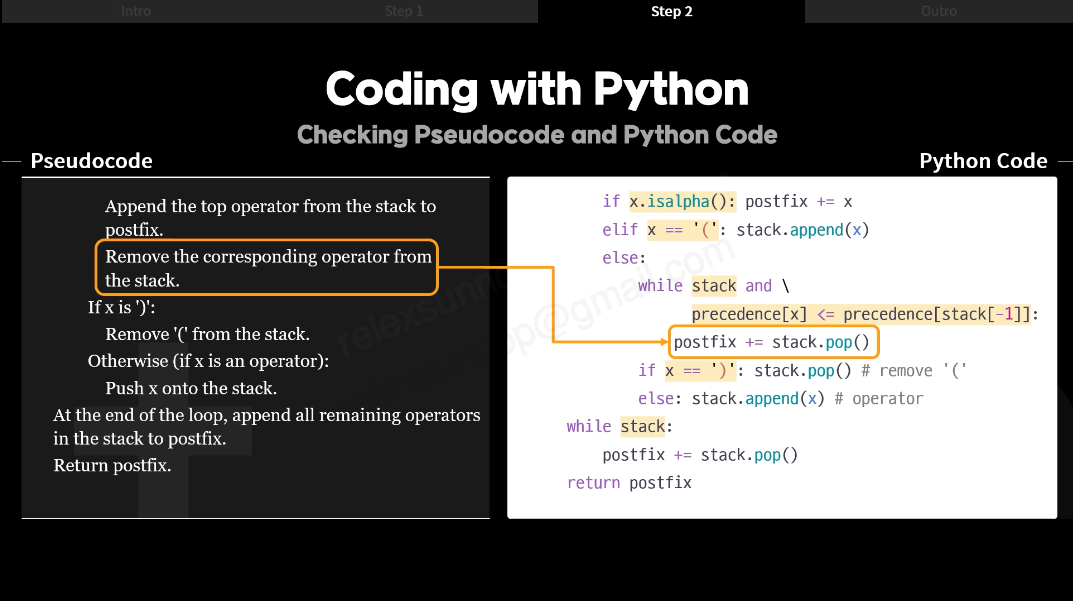 Intro
Step 1
Step 2
Outro
Coding with Python
Checking Pseudocode and Python Code
Pseudocode
Append the top operator from the stack to
postfix.
Remove the corresponding operator from
the stack.
If x is ')':
Remove '(' from the stack.
Otherwise (if x is an operator):
Push x onto the stack.
At the end of the loop, append all remaining operators
in the stack to postfix.
Return postfix.
Python Code
if x.isalpha(): postfix += x
elif x == '(': stack.append(x)
else:
while stack and \
precedence[x] <= precedence[stack[-1]]:
postfix += stack.pop()
if x == ')': stack.pop() # remove '('
else: stack.append(x) # operator
while stack:
postfix += stack.pop()
return postfix